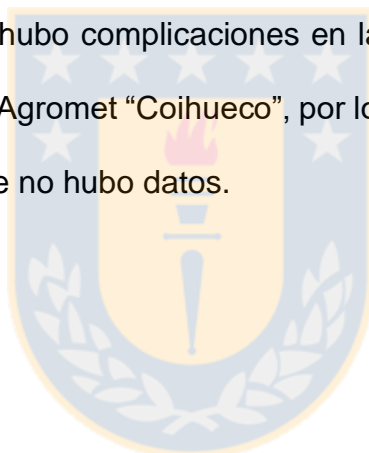 hubo complicaciones en la
Agromet “Coihueco”, por lo
e no hubo datos.